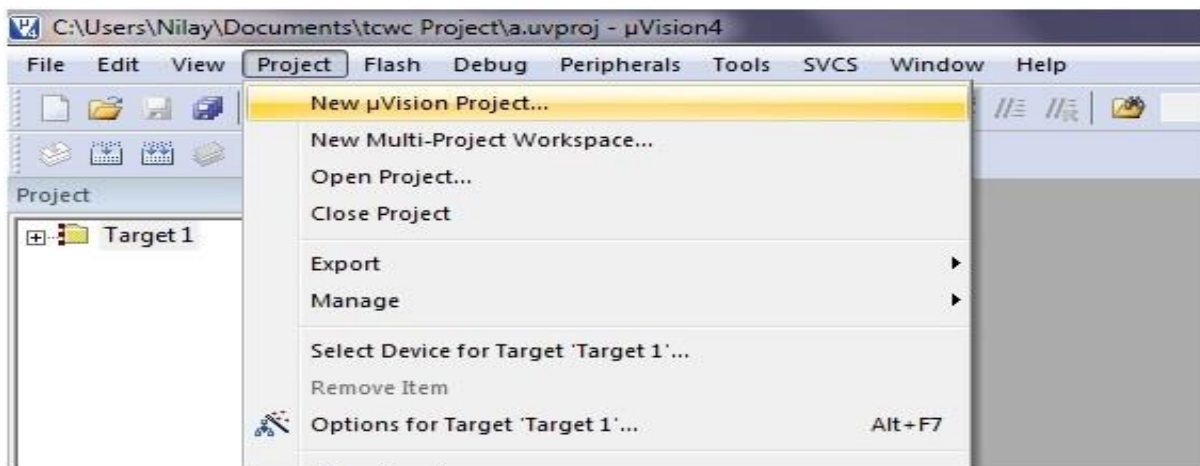 C:\Users\Nilay\Documents\tcwc Project\a.uvproj - µVision4
File Edit View Project Flash Debug Peripherals Tools SVCS Window Help
New µVision Project...
New Multi-Project Workspace...
Open Project...
Close Project
Project
Target 1
Export
Manage
Select Device for Target 'Target 1'...
Remove Item
Options for Target 'Target 1'... Alt+F7